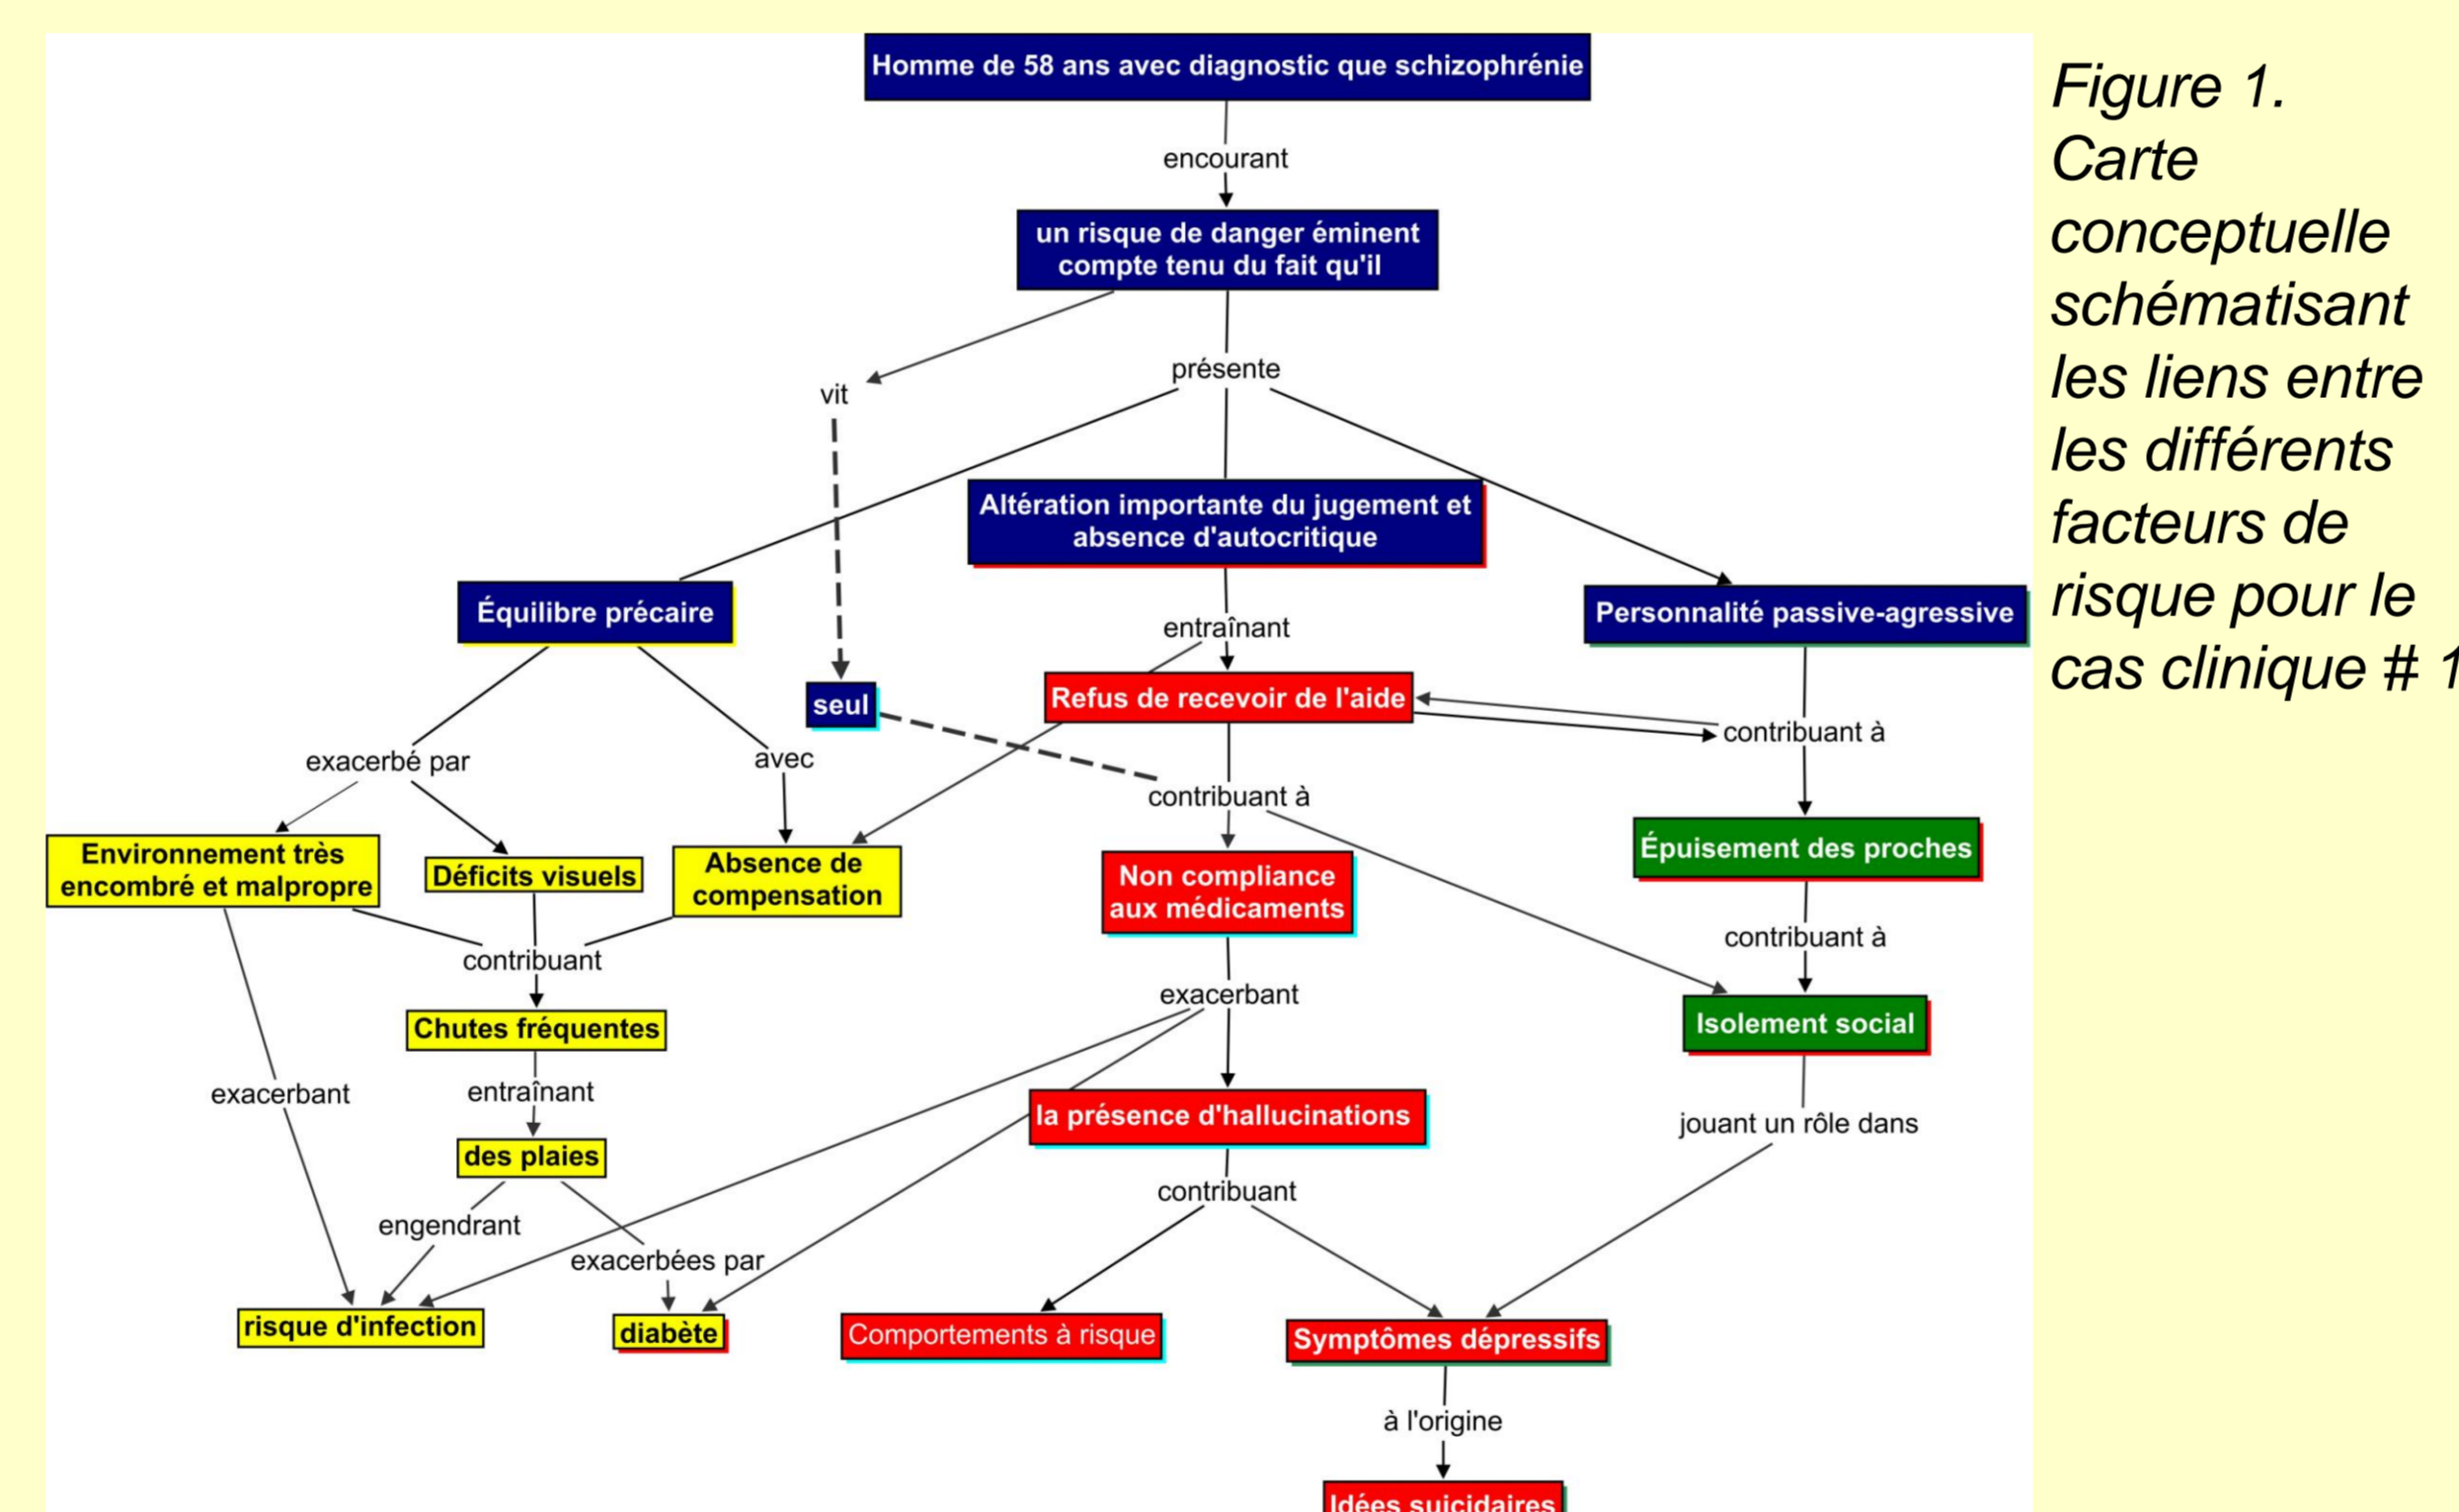 Homme de 58 ans avec diagnostic que schizophrénie
encourant
un risque de danger éminent
compte tenu du fait qu'il
vit
présente
Altération importante du jugement et
absence d'autocritique
Équilibre précaire
Personnalité passive-agressive
entraînant
seul
Refus de recevoir de l'aide
contribuant à
exacerbé par
avec
contribuant à
Environnement très
encombré et malpropre
Déficits visuels
Absence de
compensation
Non compliance
aux médicaments
Épuisement des proches
contribuant
contribuant à
exacerbant
Chutes fréquentes
Isolement social
exacerbant
entraînant
la présence d'hallucinations
jouant un rôle dans
des plaies
contribuant
engendrant
exacerbées par
risque d'infection
diabète
Comportements à risque
Symptômes dépressifs
à l'origine
Idées suicidaires
Figure 1.
Carte
conceptuelle
schématisant
les liens entre
les différents
facteurs de
risque pour le
cas clinique # 1